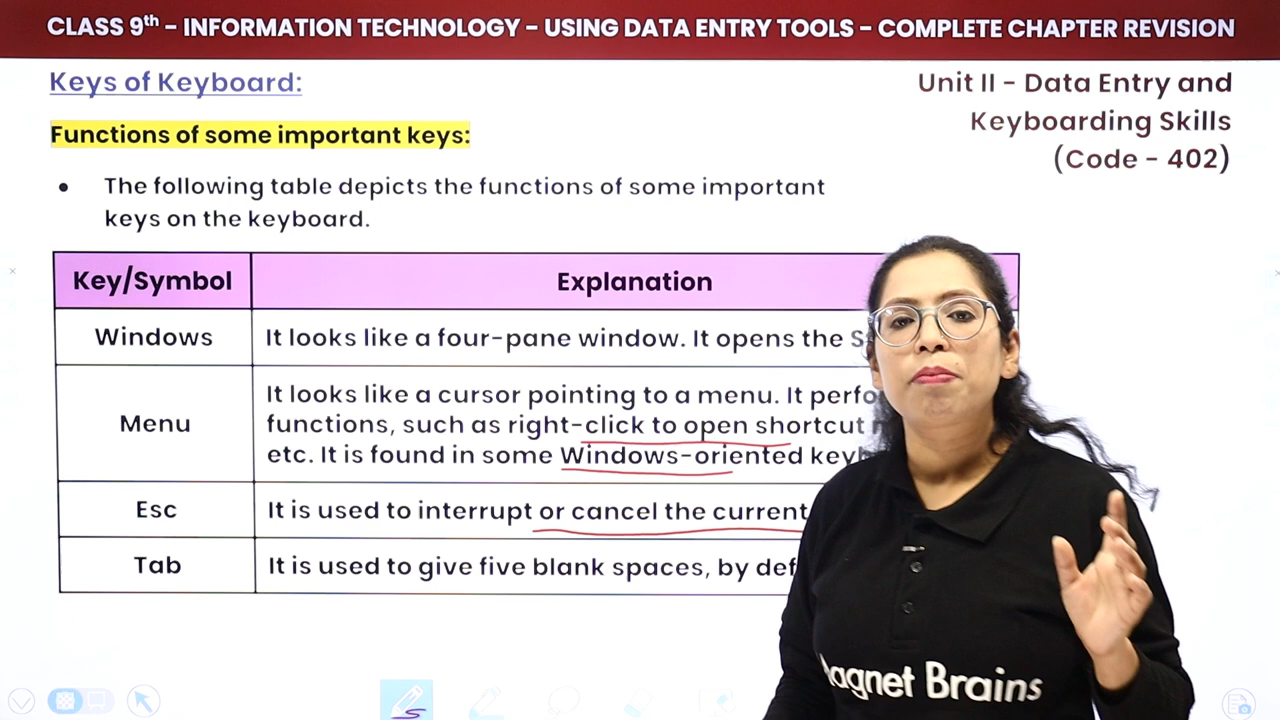 CLASS 9th - INFORMATION TECHNOLOGY - USING DATA ENTRY TOOLS - COMPLETE CHAPTER REVISION
Keys of Keyboard:
Unit II - Data Entry and
Keyboarding Skills
(Code - 402)
Functions of some important keys:
• The following table depicts the functions of some important
keys on the keyboard.
Key/Symbol Explanation
Windows It looks like a four-pane window. It opens the
Menu
It looks like a cursor pointing to a menu. It
functions, such as right-click to open shortcut
etc. It is found in some Windows-oriented
Esc It is used to interrupt or cancel the current
Tab It is used to give five blank spaces, by
Brains